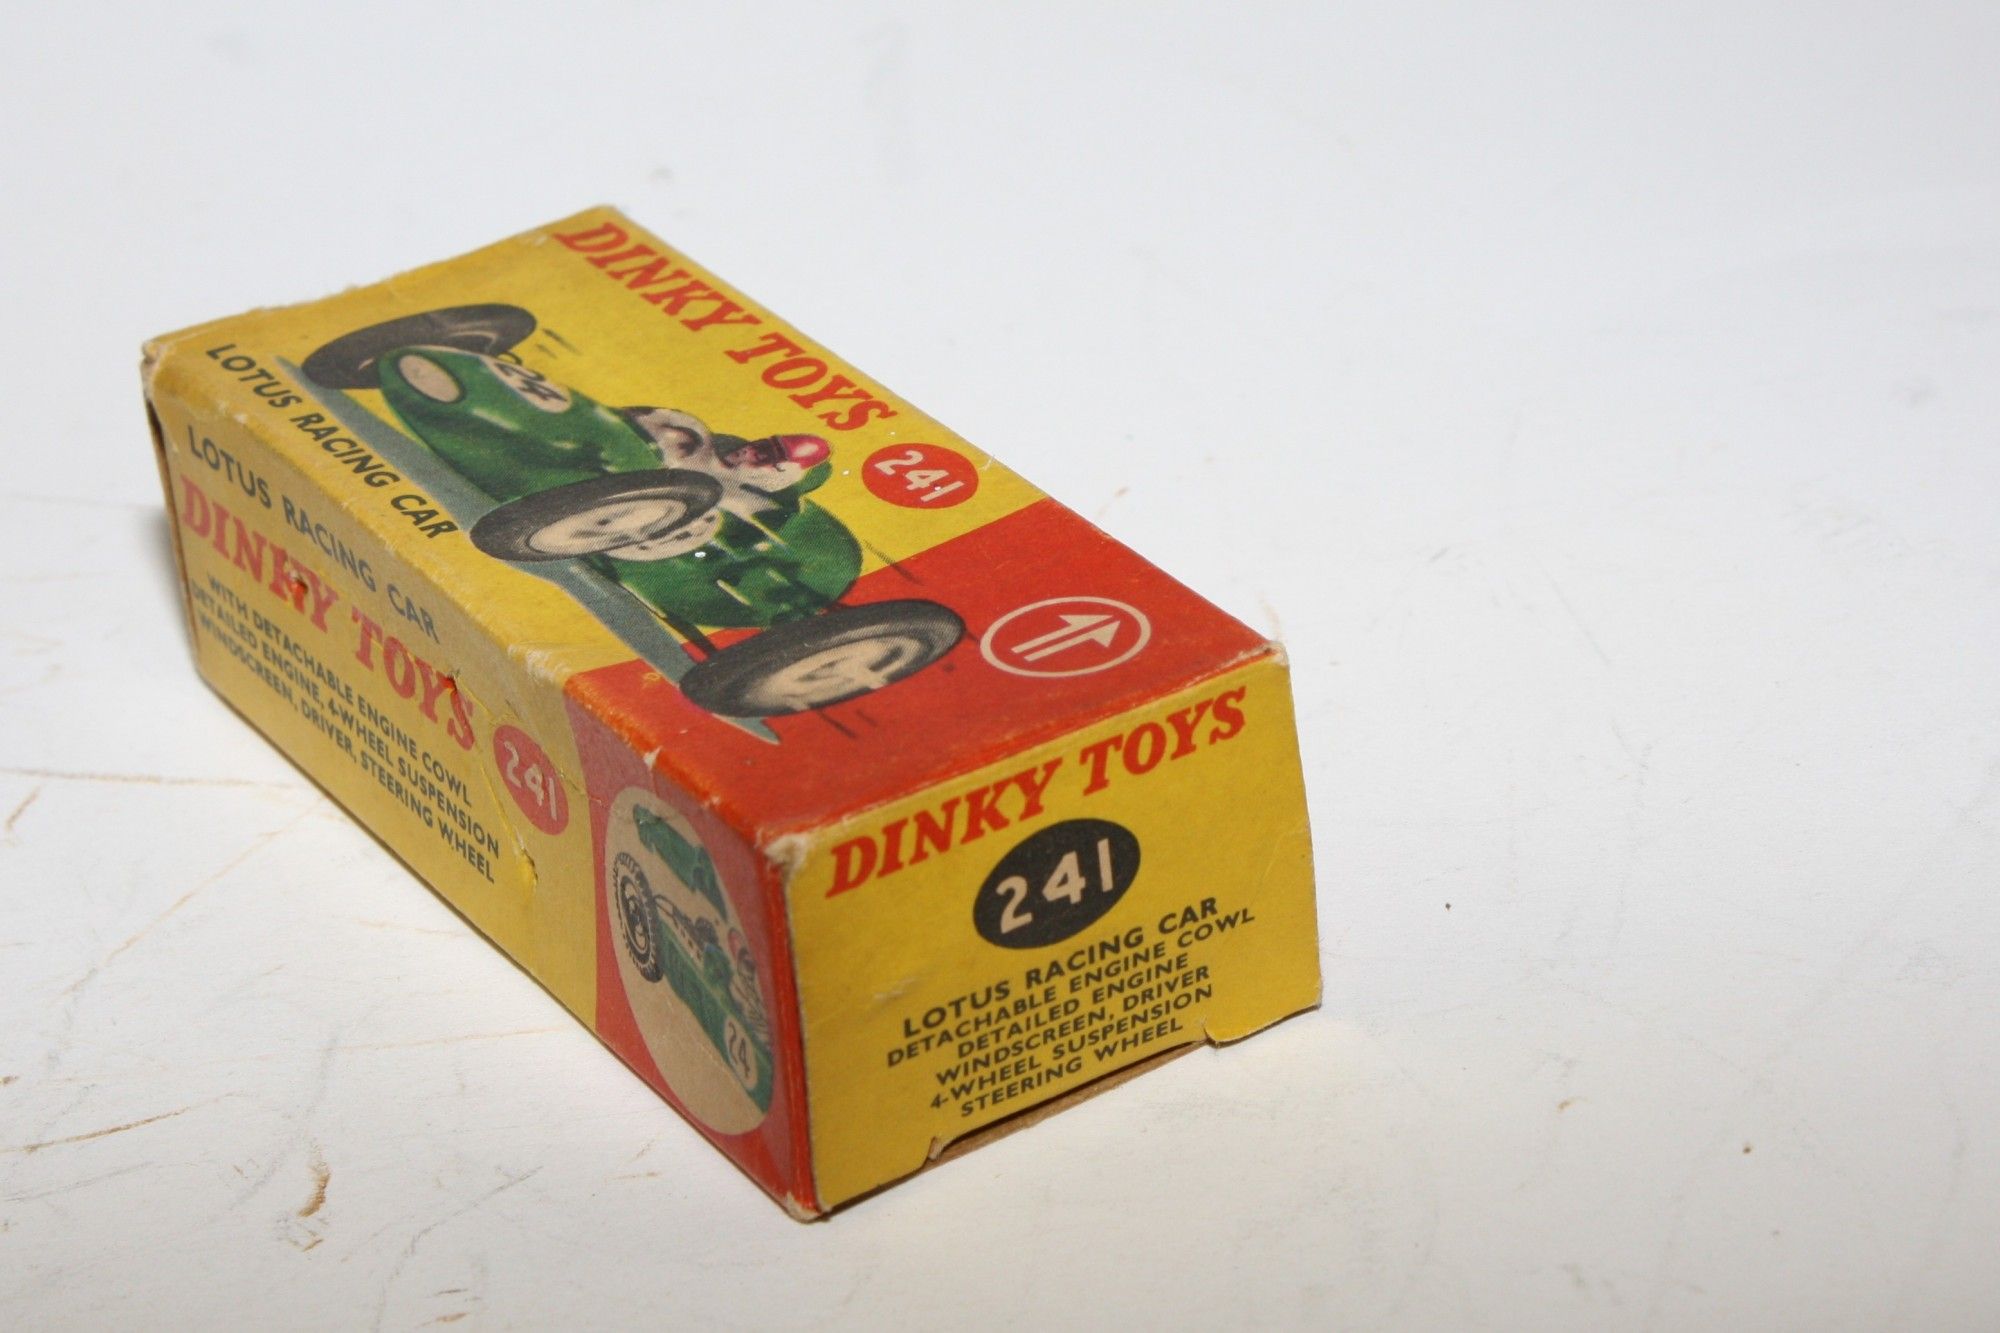 DINKY TOYS
241
24
LOTUS RACING CAR
LOTUS RACING CAR
DINKY TOYS
241
WITH DETACHABLE ENGINE COWL
DETAILED ENGINE, 4-WHEEL SUSPENSION
WINDSCREEN, DRIVER, STEERING WHEEL
24
DINKY TOYS
241
LOTUS RACING CAR
DETACHABLE ENGINE COWL
DETAILED ENGINE
WINDSCREEN, DRIVER
4-WHEEL SUSPENSION
STEERING WHEEL